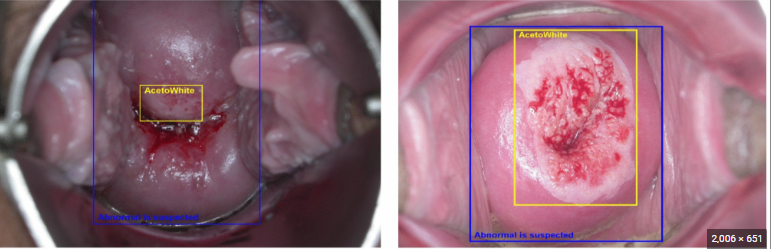 AcetoWhite
Abnormal is suspected
AcetoWhite
Abnormal is suspected
2,006 × 651